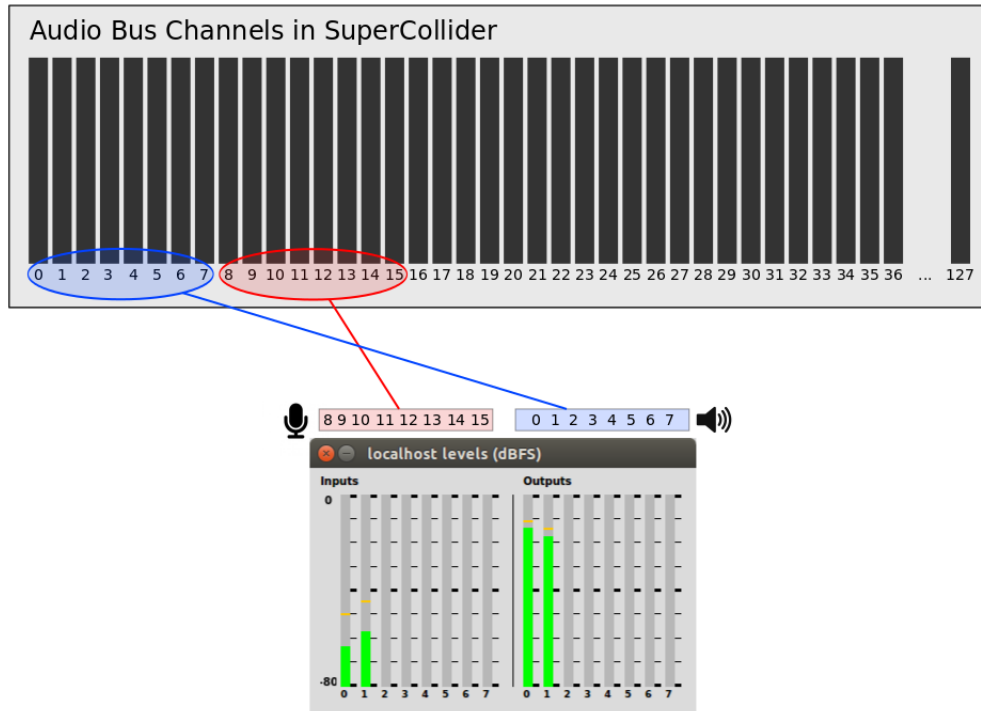 Audio Bus Channels in SuperCollider
0 1 2 3 4 5 6 7 8 9 10 11 12 13 14 15 16 17 18 19 20 21 22 23 24 25 26 27 28 29 30 31 32 33 34 35 36 ... 127
8 9 10 11 12 13 14 15 0 1 2 3 4 5 6 7
localhost levels (dBFS)
Inputs Outputs
0
-80
0 1 2 3 4 5 6 7 0 1 2 3 4 5 6 7